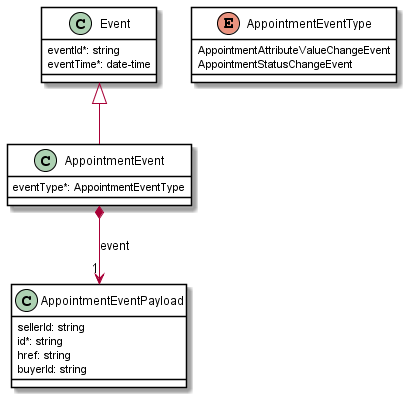 C Event
eventId*: string
eventTime*: date-time
E AppointmentEventType
AppointmentAttributeValueChangeEvent
AppointmentStatusChangeEvent
C AppointmentEvent
eventType*: AppointmentEventType
event
1
C AppointmentEventPayload
sellerId: string
id*: string
href: string
buyerId: string